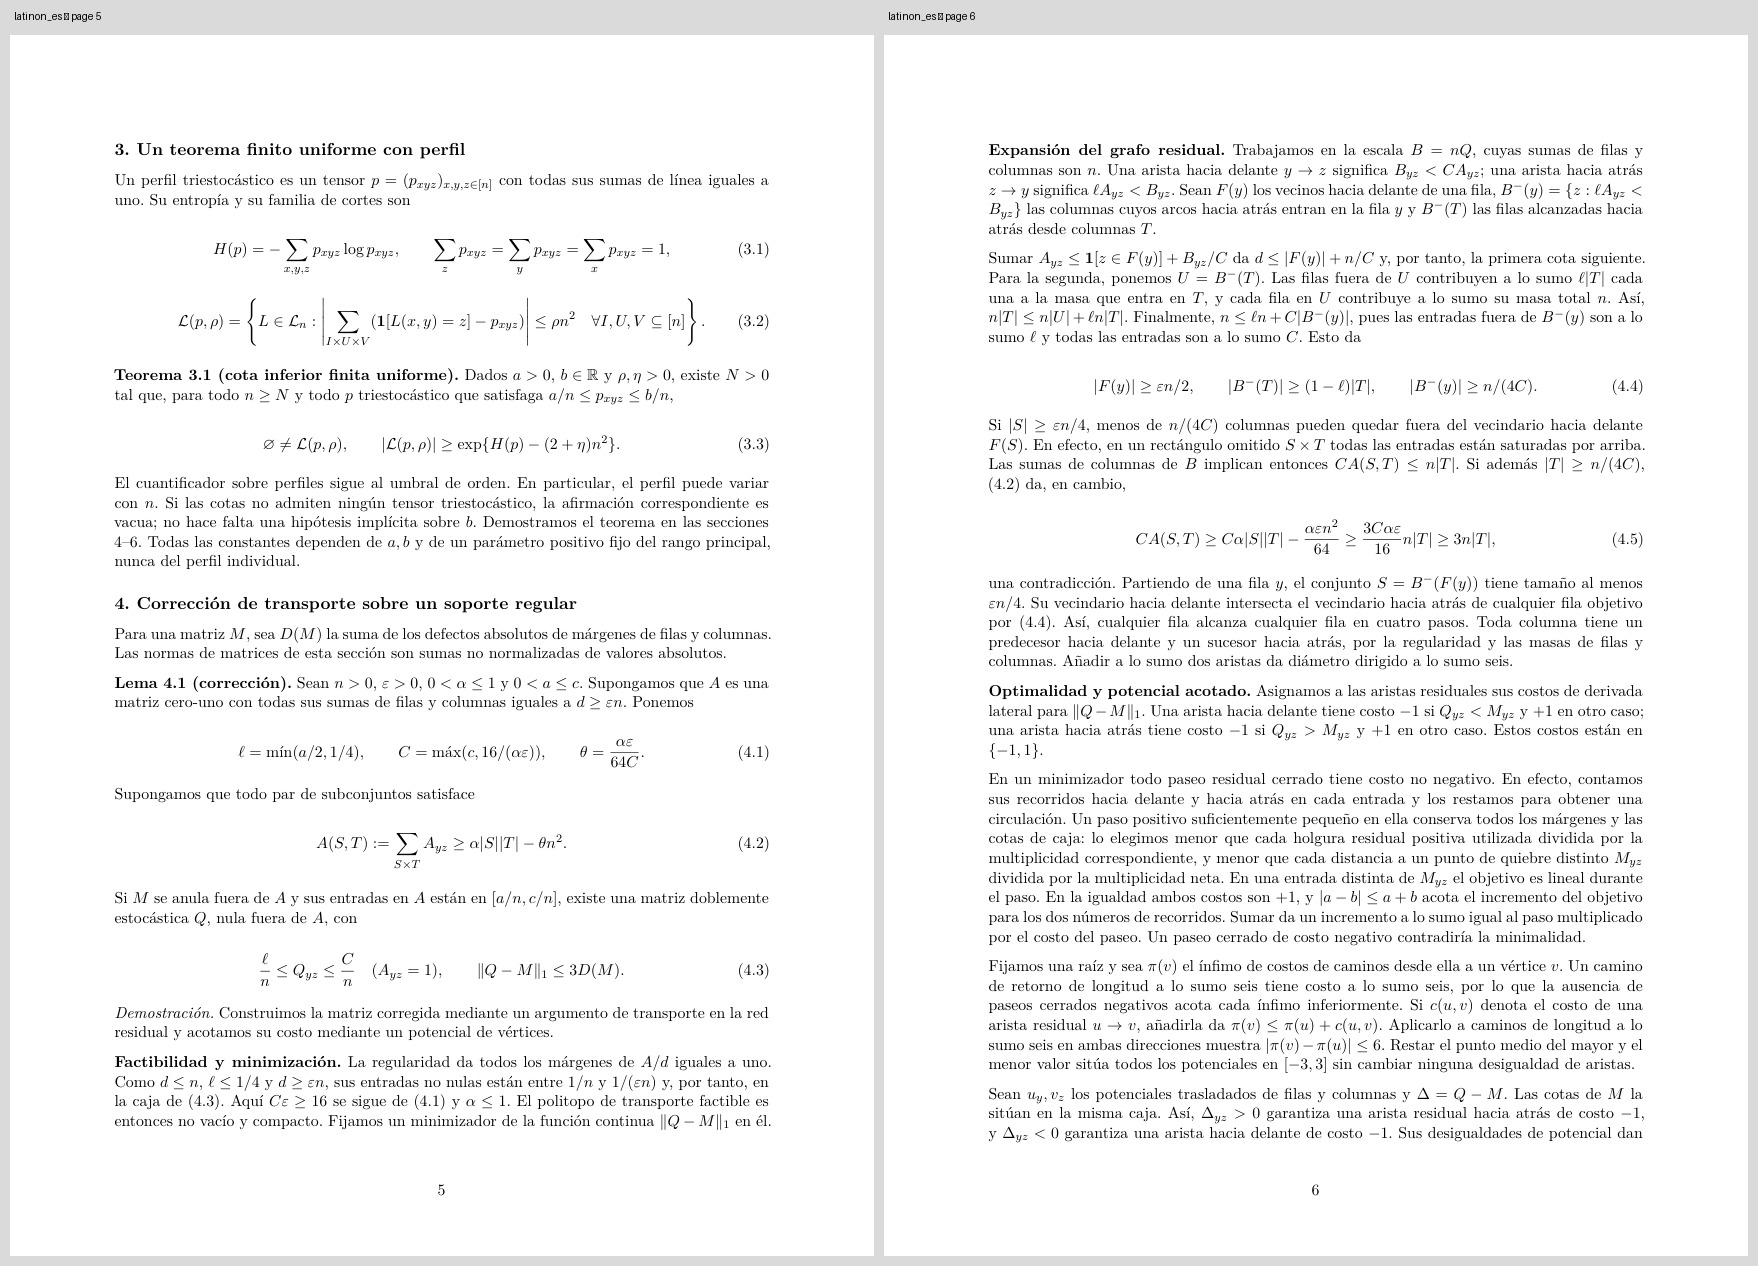 latinon_es page 5
3. Un teorema finito uniforme con perfil
Un perfil triestocástico es un tensor p = (p_{xyz})_{x,y,z∈[n]} con todas sus sumas de línea iguales a
uno. Su entropía y su familia de cortes son
H(p) = − ∑_{x,y,z} p_{xyz} log p_{xyz},   ∑_z p_{xyz} = ∑_y p_{xyz} = ∑_x p_{xyz} = 1,   (3.1)
ℒ(p, ρ) = { L ∈ ℒ_n : | ∑_{I×U×V} (𝟏[L(x, y) = z] − p_{xyz}) | ≤ ρn²   ∀I, U, V ⊆ [n] } .   (3.2)
Teorema 3.1 (cota inferior finita uniforme). Dados a > 0, b ∈ ℝ y ρ, η > 0, existe N > 0
tal que, para todo n ≥ N y todo p triestocástico que satisfaga a/n ≤ p_{xyz} ≤ b/n,
∅ ≠ ℒ(p, ρ),   |ℒ(p, ρ)| ≥ exp{H(p) − (2 + η)n²}.   (3.3)
El cuantificador sobre perfiles sigue al umbral de orden. En particular, el perfil puede variar
con n. Si las cotas no admiten ningún tensor triestocástico, la afirmación correspondiente es
vacua; no hace falta una hipótesis implícita sobre b. Demostramos el teorema en las secciones
4–6. Todas las constantes dependen de a, b y de un parámetro positivo fijo del rango principal,
nunca del perfil individual.
4. Corrección de transporte sobre un soporte regular
Para una matriz M, sea D(M) la suma de los defectos absolutos de márgenes de filas y columnas.
Las normas de matrices de esta sección son sumas no normalizadas de valores absolutos.
Lema 4.1 (corrección). Sean n > 0, ε > 0, 0 < α ≤ 1 y 0 < a ≤ c. Supongamos que A es una
matriz cero-uno con todas sus sumas de filas y columnas iguales a d ≥ εn. Ponemos
ℓ = mín(a/2, 1/4),   C = máx(c, 16/(αε)),   θ = αε/64C.   (4.1)
Supongamos que todo par de subconjuntos satisface
A(S, T) := ∑_{S×T} A_{yz} ≥ α|S||T| − θn².   (4.2)
Si M se anula fuera de A y sus entradas en A están en [a/n, c/n], existe una matriz doblemente
estocástica Q, nula fuera de A, con
ℓ/n ≤ Q_{yz} ≤ C/n   (A_{yz} = 1),   ‖Q − M‖₁ ≤ 3D(M).   (4.3)
Demostración. Construimos la matriz corregida mediante un argumento de transporte en la red
residual y acotamos su costo mediante un potencial de vértices.
Factibilidad y minimización. La regularidad da todos los márgenes de A/d iguales a uno.
Como d ≤ n, ℓ ≤ 1/4 y d ≥ εn, sus entradas no nulas están entre 1/n y 1/(εn) y, por tanto, en
la caja de (4.3). Aquí Cε ≥ 16 se sigue de (4.1) y α ≤ 1. El politopo de transporte factible es
entonces no vacío y compacto. Fijamos un minimizador de la función continua ‖Q − M‖₁ en él.
5
latinon_es page 6
Expansión del grafo residual. Trabajamos en la escala B = nQ, cuyas sumas de filas y
columnas son n. Una arista hacia delante y → z significa B_{yz} < CA_{yz}; una arista hacia atrás
z → y significa ℓA_{yz} < B_{yz}. Sean F(y) los vecinos hacia delante de una fila, B⁻(y) = {z : ℓA_{yz} <
B_{yz}} las columnas cuyos arcos hacia atrás entran en la fila y y B⁻(T) las filas alcanzadas hacia
atrás desde columnas T.
Sumar A_{yz} ≤ 𝟏[z ∈ F(y)] + B_{yz}/C da d ≤ |F(y)| + n/C y, por tanto, la primera cota siguiente.
Para la segunda, ponemos U = B⁻(T). Las filas fuera de U contribuyen a lo sumo ℓ|T| cada
una a la masa que entra en T, y cada fila en U contribuye a lo sumo su masa total n. Así,
n|T| ≤ n|U| + ℓn|T|. Finalmente, n ≤ ℓn + C|B⁻(y)|, pues las entradas fuera de B⁻(y) son a lo
sumo ℓ y todas las entradas son a lo sumo C. Esto da
|F(y)| ≥ εn/2,   |B⁻(T)| ≥ (1 − ℓ)|T|,   |B⁻(y)| ≥ n/(4C).   (4.4)
Si |S| ≥ εn/4, menos de n/(4C) columnas pueden quedar fuera del vecindario hacia delante
F(S). En efecto, en un rectángulo omitido S × T todas las entradas están saturadas por arriba.
Las sumas de columnas de B implican entonces CA(S, T) ≤ n|T|. Si además |T| ≥ n/(4C),
(4.2) da, en cambio,
CA(S, T) ≥ Cα|S||T| − αεn²/64 ≥ 3Cαε/16 n|T| ≥ 3n|T|,   (4.5)
una contradicción. Partiendo de una fila y, el conjunto S = B⁻(F(y)) tiene tamaño al menos
εn/4. Su vecindario hacia delante intersecta el vecindario hacia atrás de cualquier fila objetivo
por (4.4). Así, cualquier fila alcanza cualquier fila en cuatro pasos. Toda columna tiene un
predecesor hacia delante y un sucesor hacia atrás, por la regularidad y las masas de filas y
columnas. Añadir a lo sumo dos aristas da diámetro dirigido a lo sumo seis.
Optimalidad y potencial acotado. Asignamos a las aristas residuales sus costos de derivada
lateral para ‖Q − M‖₁. Una arista hacia delante tiene costo −1 si Q_{yz} < M_{yz} y +1 en otro caso;
una arista hacia atrás tiene costo −1 si Q_{yz} > M_{yz} y +1 en otro caso. Estos costos están en
{−1, 1}.
En un minimizador todo paseo residual cerrado tiene costo no negativo. En efecto, contamos
sus recorridos hacia delante y hacia atrás en cada entrada y los restamos para obtener una
circulación. Un paso positivo suficientemente pequeño en ella conserva todos los márgenes y las
cotas de caja: lo elegimos menor que cada holgura residual positiva utilizada dividida por la
multiplicidad correspondiente, y menor que cada distancia a un punto de quiebre distinto M_{yz}
dividida por la multiplicidad neta. En una entrada distinta de M_{yz} el objetivo es lineal durante
el paso. En la igualdad ambos costos son +1, y |a − b| ≤ a + b acota el incremento del objetivo
para los dos números de recorridos. Sumar da un incremento a lo sumo igual al paso multiplicado
por el costo del paseo. Un paseo cerrado de costo negativo contradiría la minimalidad.
Fijamos una raíz y sea π(v) el ínfimo de costos de caminos desde ella a un vértice v. Un camino
de retorno de longitud a lo sumo seis tiene costo a lo sumo seis, por lo que la ausencia de
paseos cerrados negativos acota cada ínfimo inferiormente. Si c(u, v) denota el costo de una
arista residual u → v, añadirla da π(v) ≤ π(u) + c(u, v). Aplicarlo a caminos de longitud a lo
sumo seis en ambas direcciones muestra |π(v) − π(u)| ≤ 6. Restar el punto medio del mayor y el
menor valor sitúa todos los potenciales en [−3, 3] sin cambiar ninguna desigualdad de aristas.
Sean u_y, v_z los potenciales trasladados de filas y columnas y Δ = Q − M. Las cotas de M la
sitúan en la misma caja. Así, Δ_{yz} > 0 garantiza una arista residual hacia atrás de costo −1,
y Δ_{yz} < 0 garantiza una arista hacia delante de costo −1. Sus desigualdades de potencial dan
6